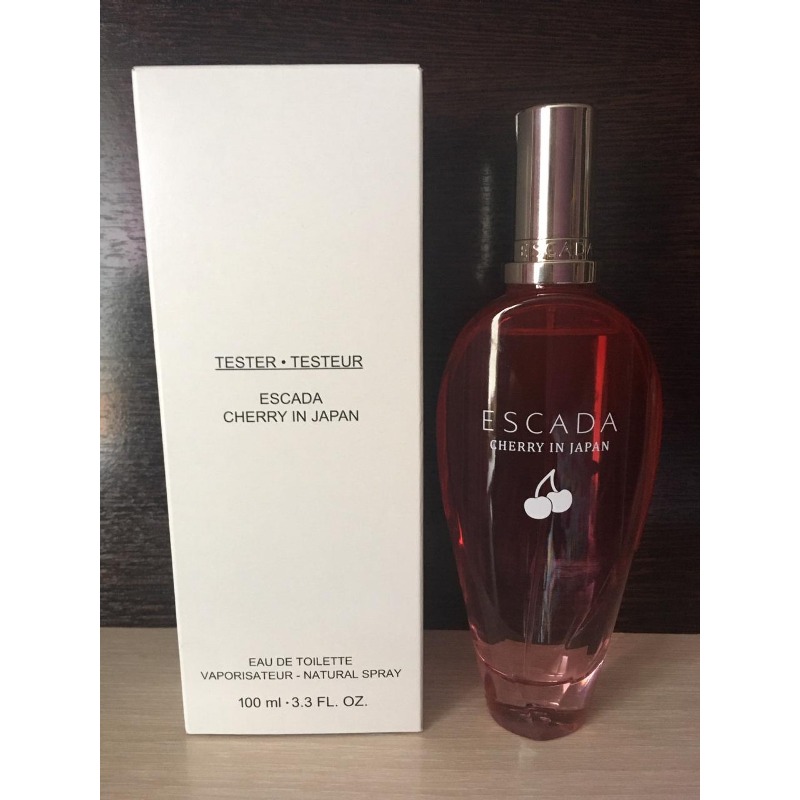 TESTER • TESTEUR
ESCADA
CHERRY IN JAPAN
EAU DE TOILETTE
VAPORISATEUR - NATURAL SPRAY
100 ml · 3.3 FL. OZ.
ESCADA
ESCADA
CHERRY IN JAPAN